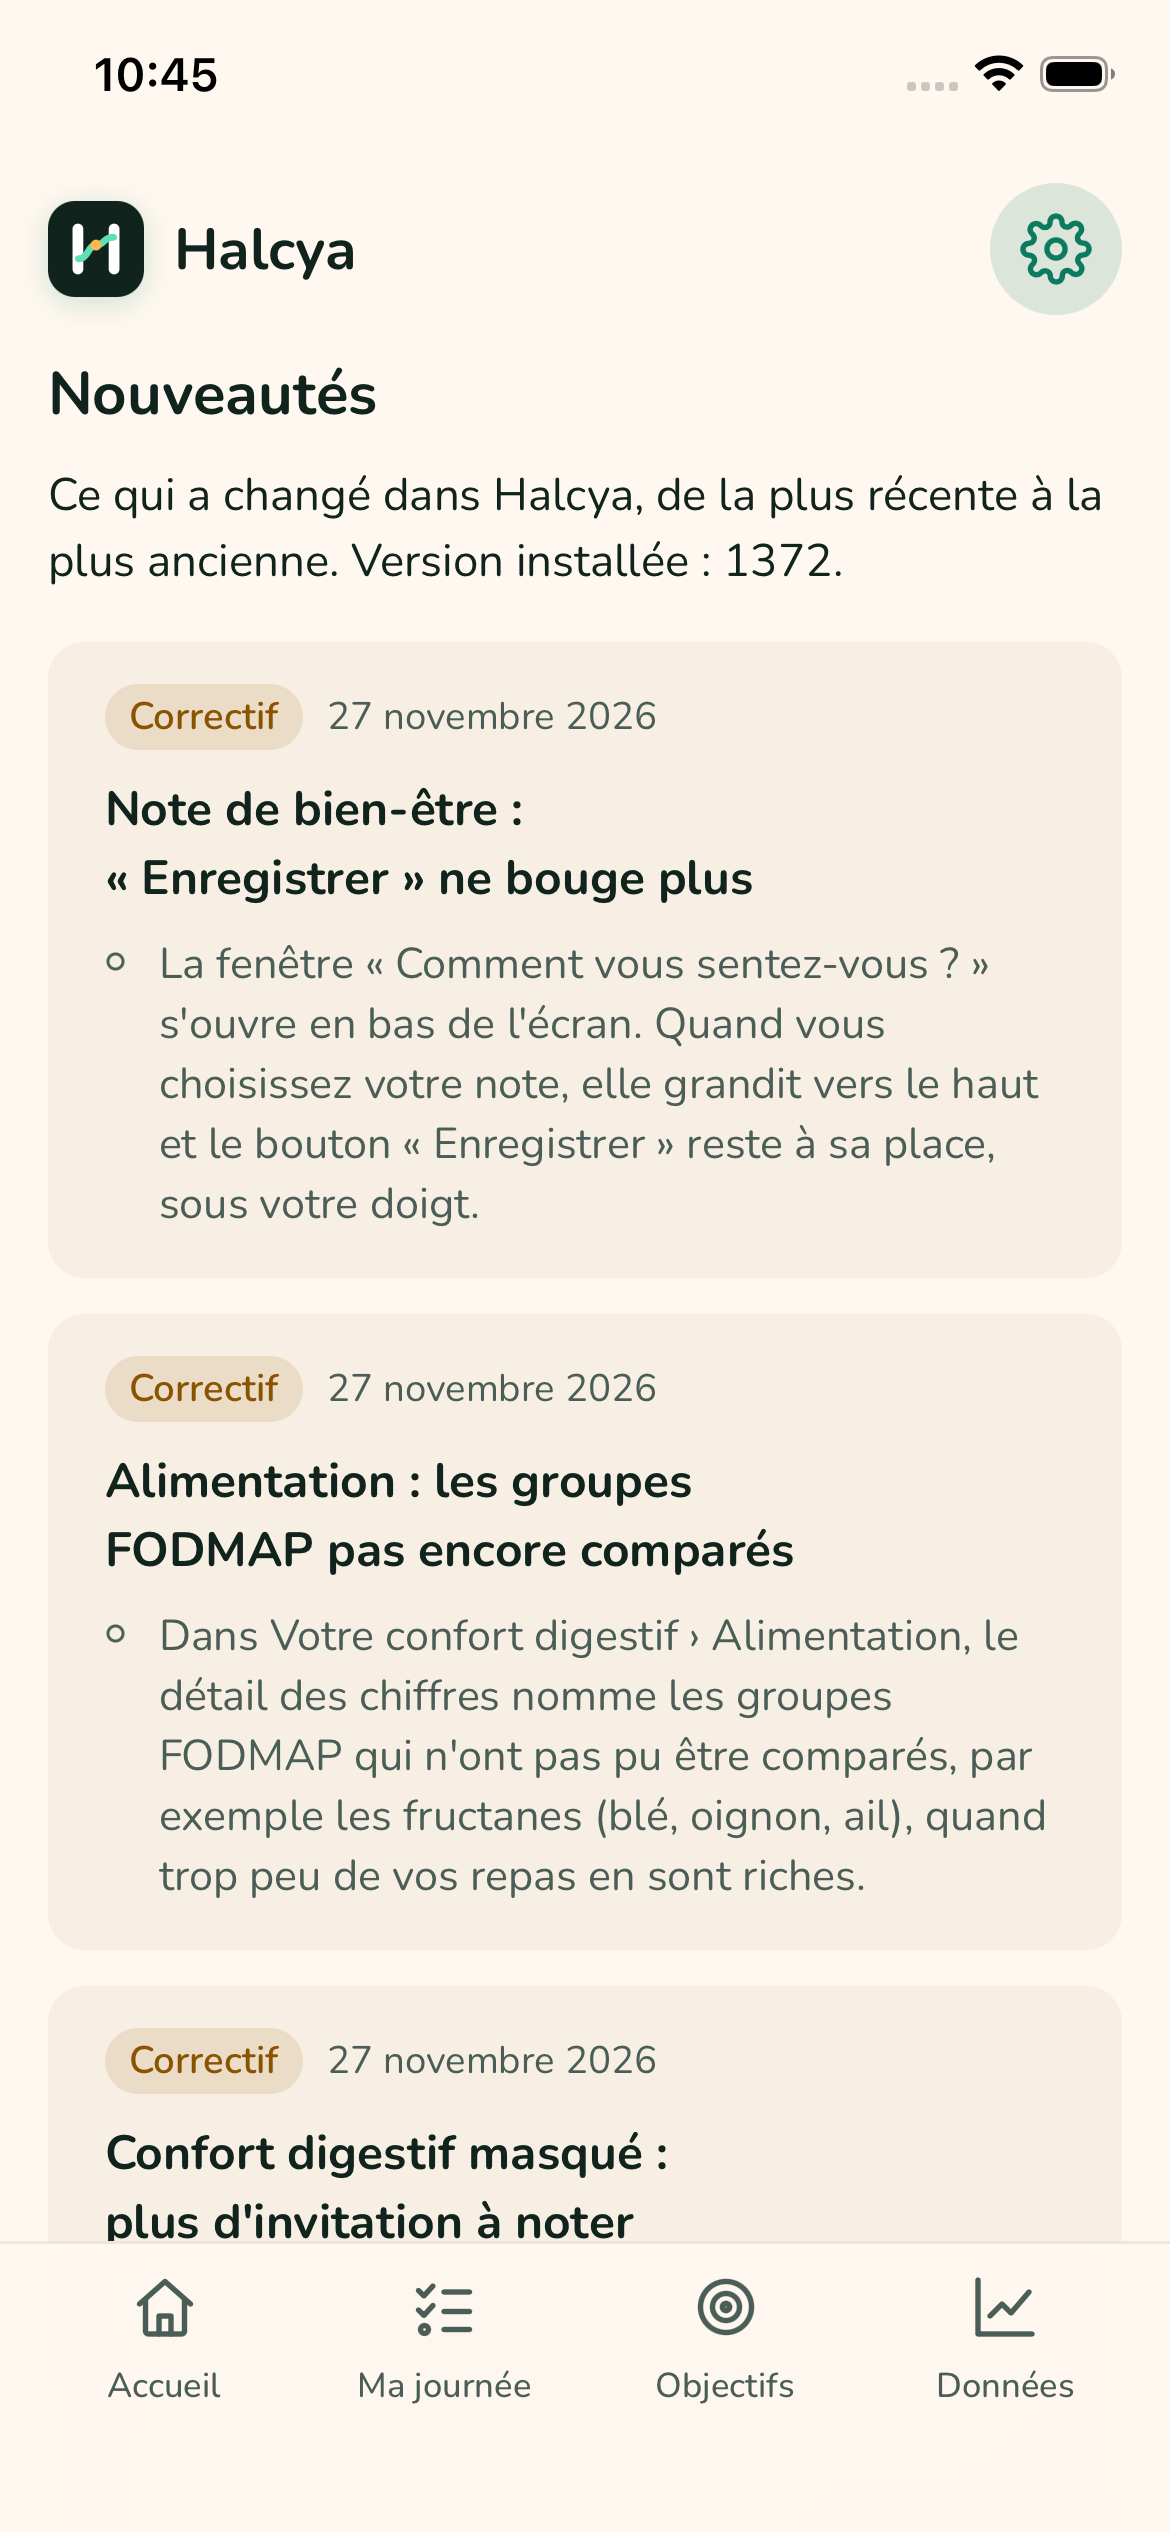 10:45
Halcya
Nouveautés
Ce qui a changé dans Halcya, de la plus récente à la
plus ancienne. Version installée : 1372.
Correctif 27 novembre 2026
Note de bien-être :
« Enregistrer » ne bouge plus
La fenêtre « Comment vous sentez-vous ? »
s'ouvre en bas de l'écran. Quand vous
choisissez votre note, elle grandit vers le haut
et le bouton « Enregistrer » reste à sa place,
sous votre doigt.
Correctif 27 novembre 2026
Alimentation : les groupes
FODMAP pas encore comparés
Dans Votre confort digestif › Alimentation, le
détail des chiffres nomme les groupes
FODMAP qui n'ont pas pu être comparés, par
exemple les fructanes (blé, oignon, ail), quand
trop peu de vos repas en sont riches.
Correctif 27 novembre 2026
Confort digestif masqué :
plus d'invitation à noter
Accueil Ma journée Objectifs Données